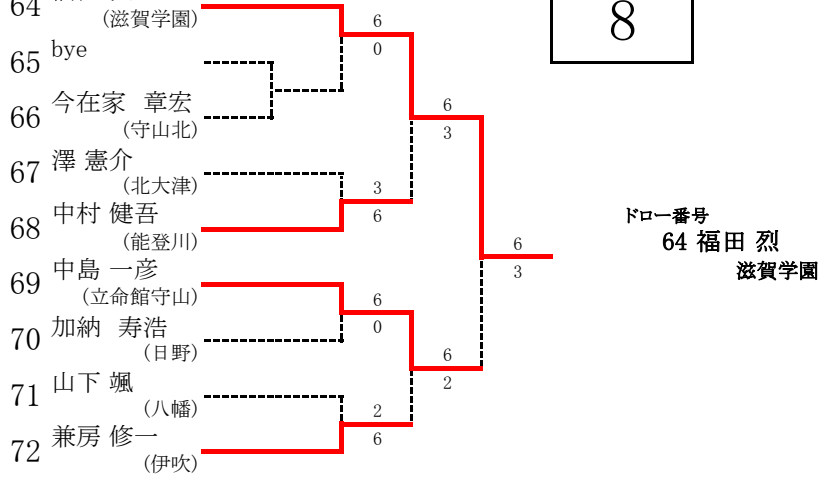 64
(滋賀学園)
6
0
8
65 bye
66 今在家 章宏
(守山北)
6
3
67 澤 憲介
(北大津)
3
6
68 中村 健吾
(能登川)
ドロー番号
64 福田 烈
滋賀学園
6
3
69 中島 一彦
(立命館守山)
6
0
70 加納 寿浩
(日野)
6
2
71 山下 颯
(八幡)
2
6
72 兼房 修一
(伊吹)